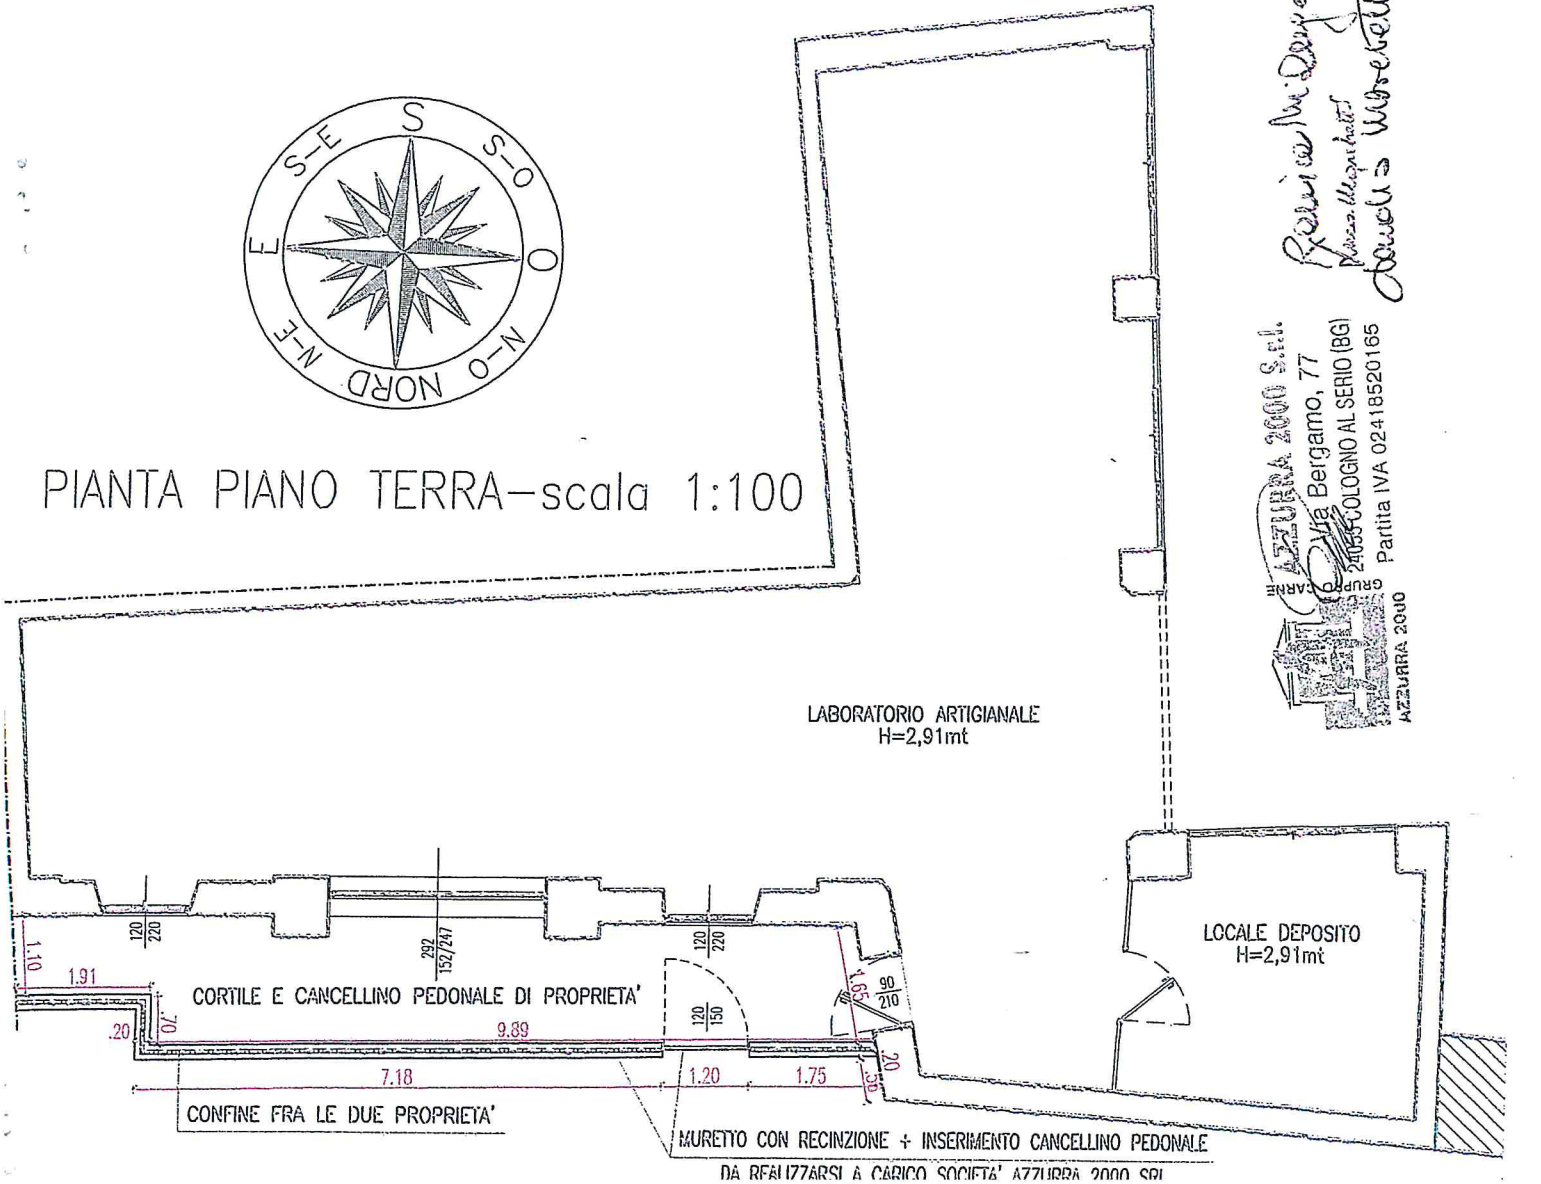 S
S-O
O
N-O
NORD
N-E
E
S-E
PIANTA PIANO TERRA-scala 1:100
LABORATORIO ARTIGIANALE
H=2,91mt
LOCALE DEPOSITO
H=2,91mt
120
220
292
152/247
120
220
90
210
1.10
1.91
CORTILE E CANCELLINO PEDONALE DI PROPRIETA'
1.65
120
150
.20
.70
9.89
.20
7.18
1.20
1.75
.50
CONFINE FRA LE DUE PROPRIETA'
MURETTO CON RECINZIONE + INSERIMENTO CANCELLINO PEDONALE
DA REALIZZARSI A CARICO SOCIETA' AZZURRA 2000 SRL
AZZURRA 2000 S.r.l.
Via Bergamo, 77
24055 COLOGNO AL SERIO (BG)
Partita IVA 02418520165
GRUPPO
CARNE
AZZURRA 2000